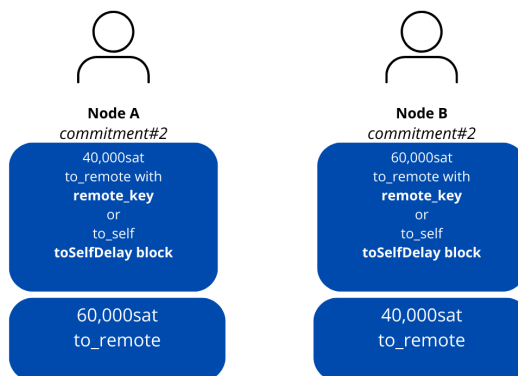 Node A
commitment#2
40,000sat
to_remote with
remote_key
or
to_self
toSelfDelay block
60,000sat
to_remote
Node B
commitment#2
60,000sat
to_remote with
remote_key
or
to_self
toSelfDelay block
40,000sat
to_remote